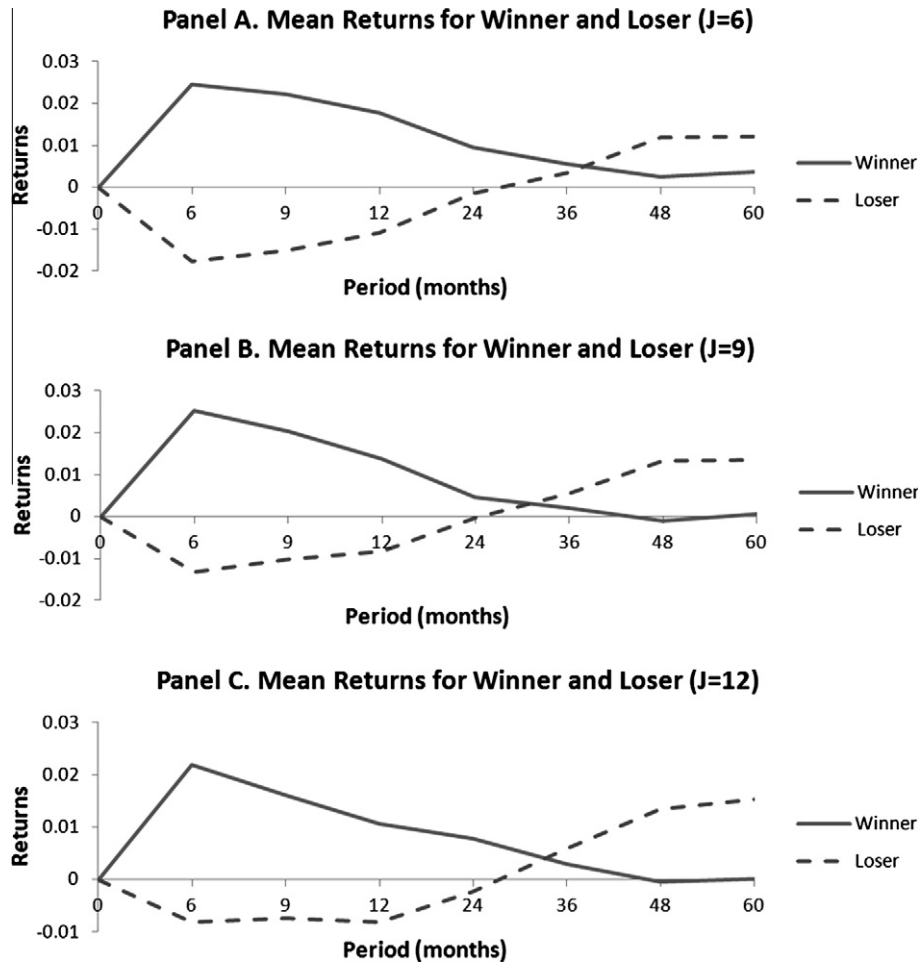 Panel A. Mean Returns for Winner and Loser (J=6)
0.03
0.02
0.01
0
-0.01
-0.02
Returns
0 6 9 12 24 36 48 60
Period (months)
Winner
Loser
Panel B. Mean Returns for Winner and Loser (J=9)
0.03
0.02
0.01
0
-0.01
-0.02
Returns
0 6 9 12 24 36 48 60
Period (months)
Winner
Loser
Panel C. Mean Returns for Winner and Loser (J=12)
0.03
0.02
0.01
0
-0.01
Returns
0 6 9 12 24 36 48 60
Period (months)
Winner
Loser